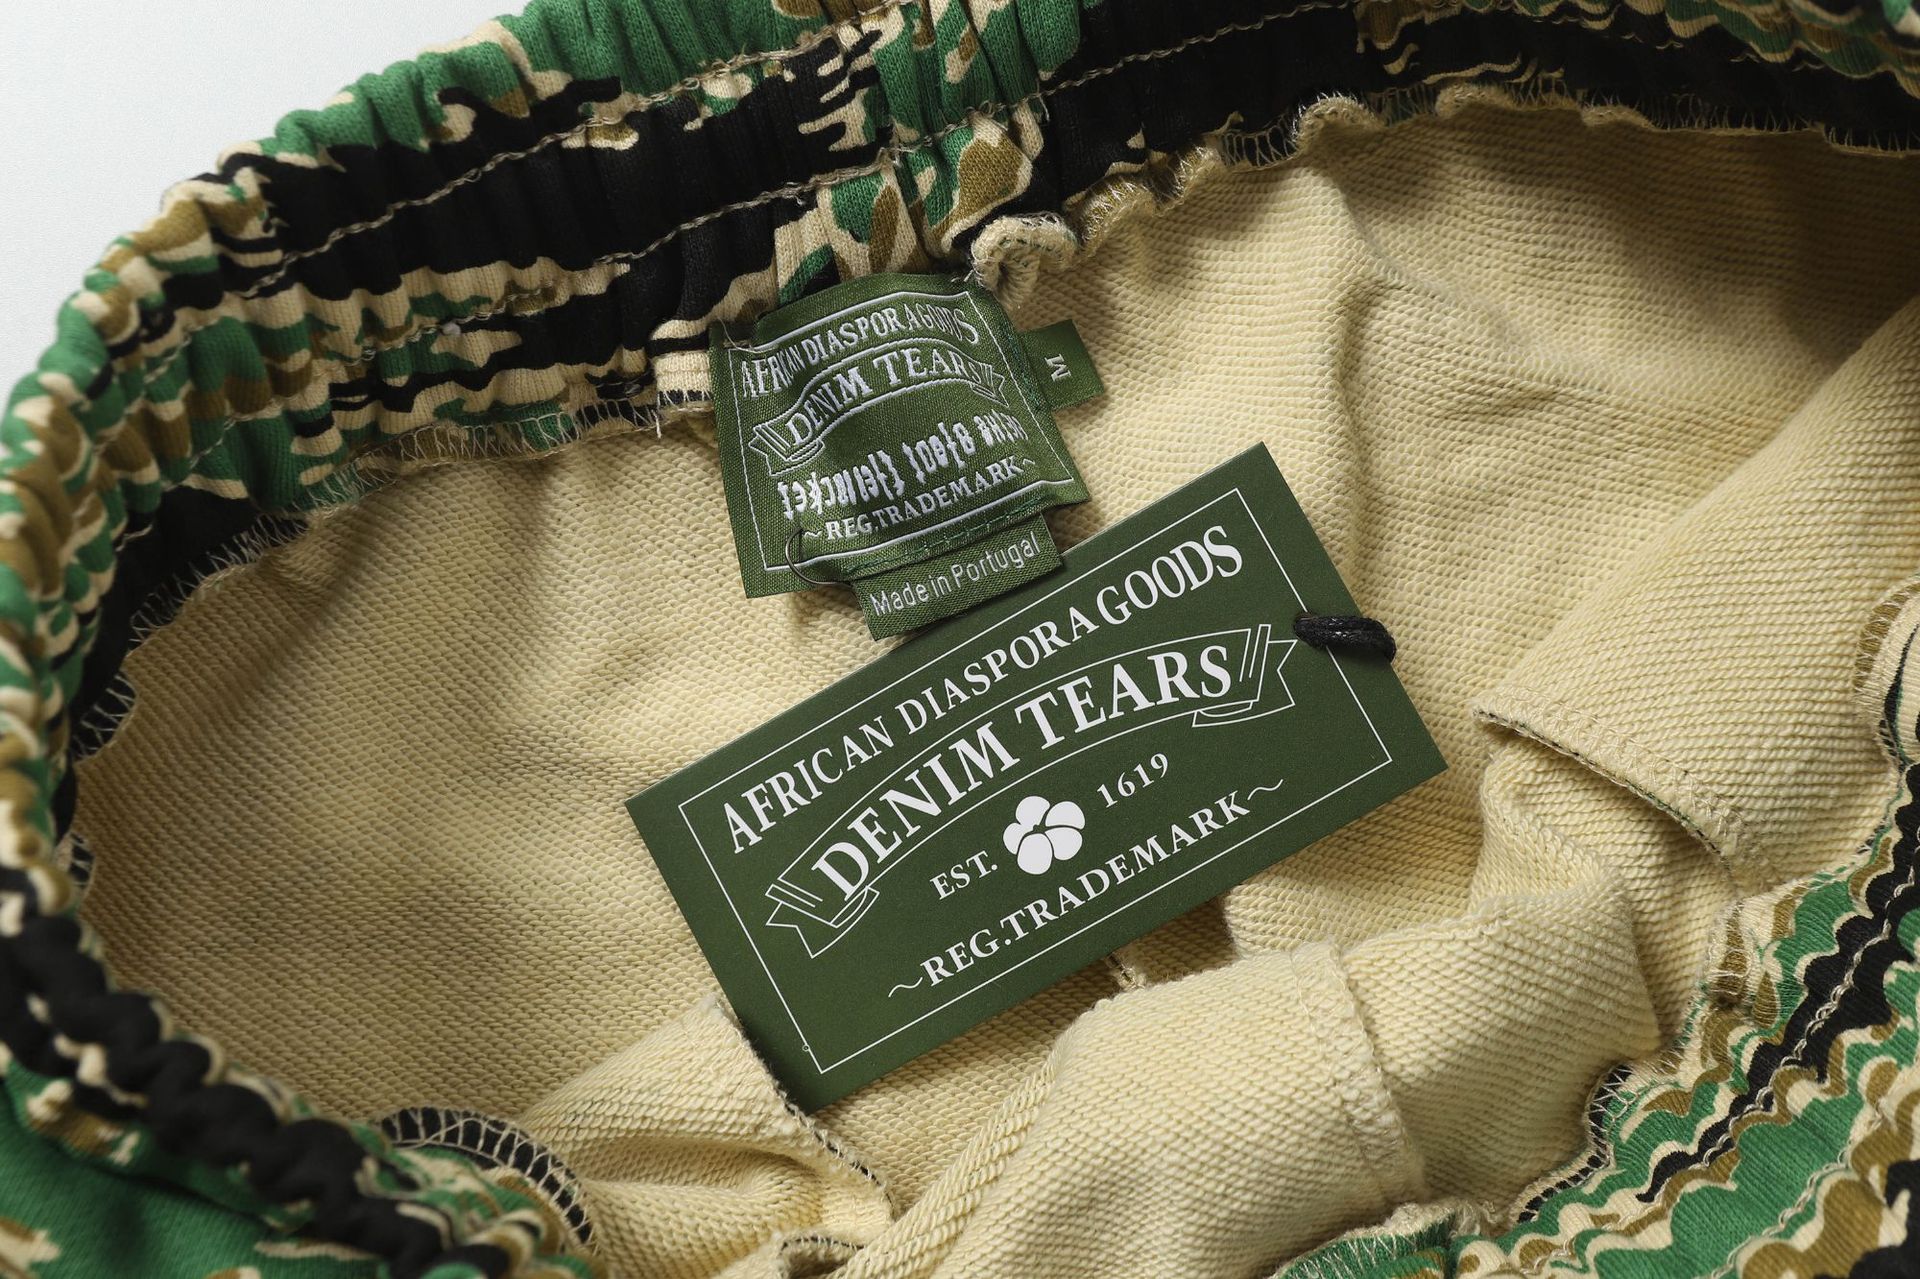 AFRICAN DIASPORA GOODS
DENIM TEARS
~REG.TRADEMARK~
M
Made in Portugal
AFRICAN DIASPORA GOODS
DENIM TEARS
EST. 1619
~REG.TRADEMARK~